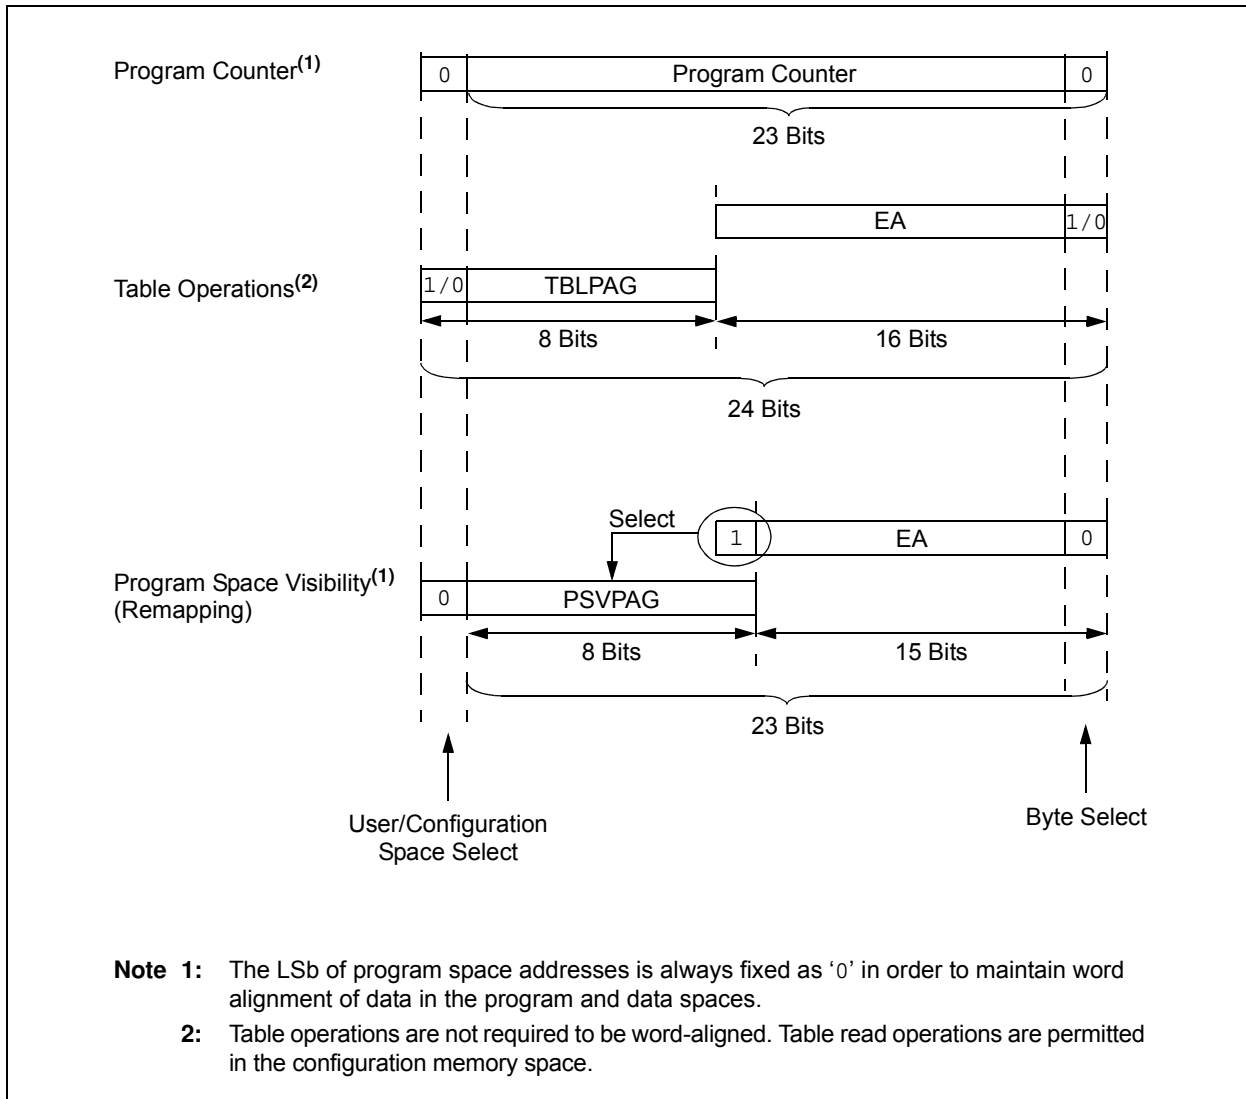 Program Counter(1)
0
Program Counter
0
23 Bits
EA
1/0
Table Operations(2)
1/0
TBLPAG
8 Bits
16 Bits
24 Bits
Select
1
EA
0
Program Space Visibility(1)
(Remapping)
0
PSVPAG
8 Bits
15 Bits
23 Bits
User/Configuration
Space Select
Byte Select
Note 1: The LSb of program space addresses is always fixed as ‘0’ in order to maintain word
alignment of data in the program and data spaces.
2: Table operations are not required to be word-aligned. Table read operations are permitted
in the configuration memory space.